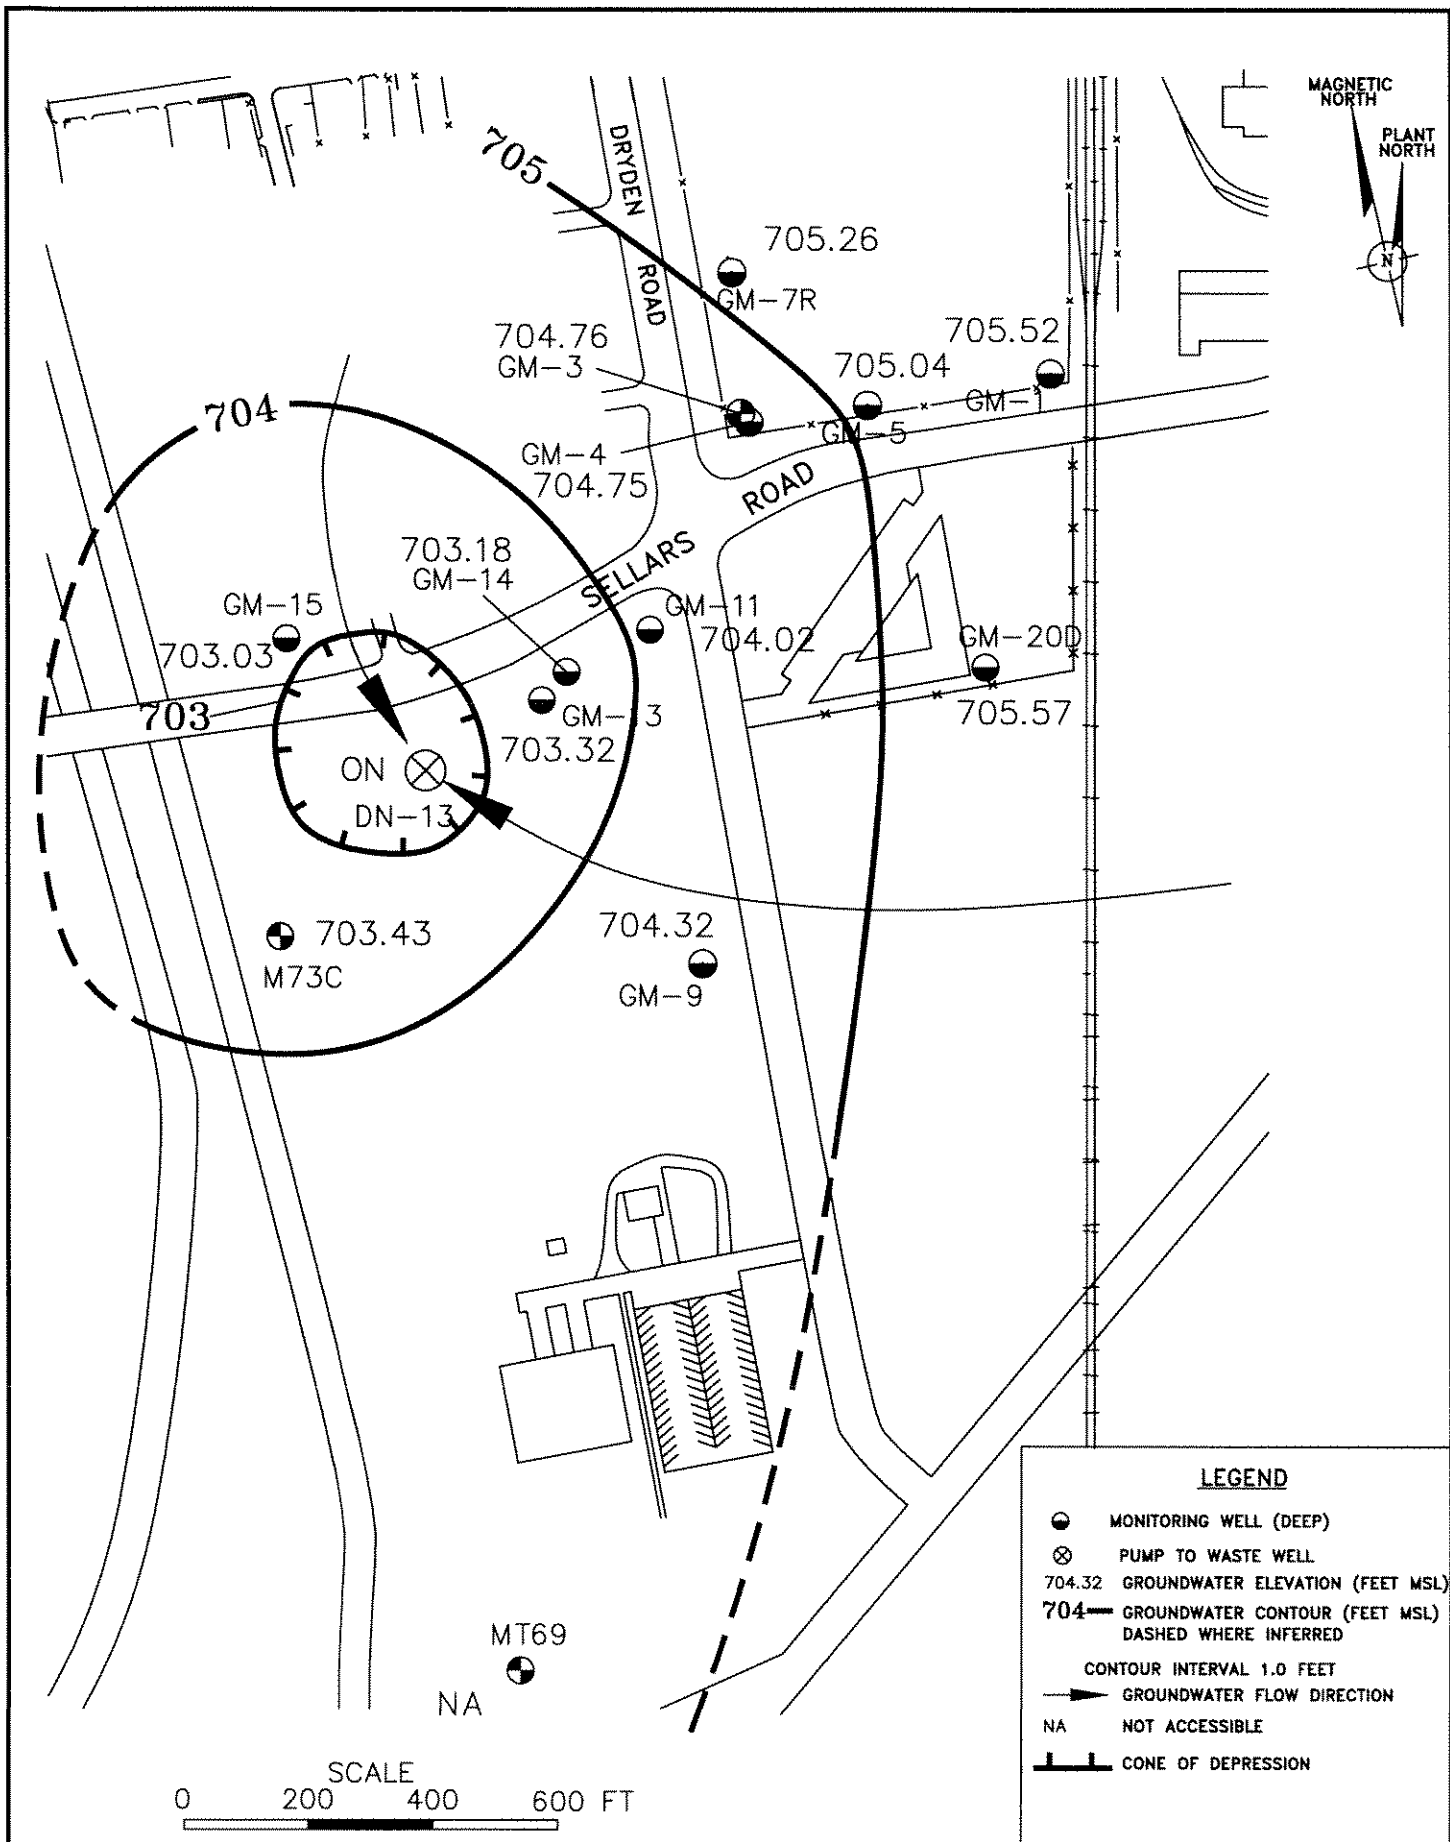 MAGNETIC
NORTH
PLANT
NORTH
N
705
DRYDEN
ROAD
705.26
GM-7R
704.76
GM-3
705.52
705.04
GM-1
GM-5
704
GM-4
704.75
ROAD
SELLARS
703.18
GM-14
GM-15
703.03
GM-11
704.02
GM-20D
705.57
703
GM-13
703.32
ON
DN-13
703.43
M73C
704.32
GM-9
MT69
NA
SCALE
0 200 400 600 FT
LEGEND
MONITORING WELL (DEEP)
PUMP TO WASTE WELL
704.32 GROUNDWATER ELEVATION (FEET MSL)
704 GROUNDWATER CONTOUR (FEET MSL)
DASHED WHERE INFERRED
CONTOUR INTERVAL 1.0 FEET
GROUNDWATER FLOW DIRECTION
NA NOT ACCESSIBLE
CONE OF DEPRESSION